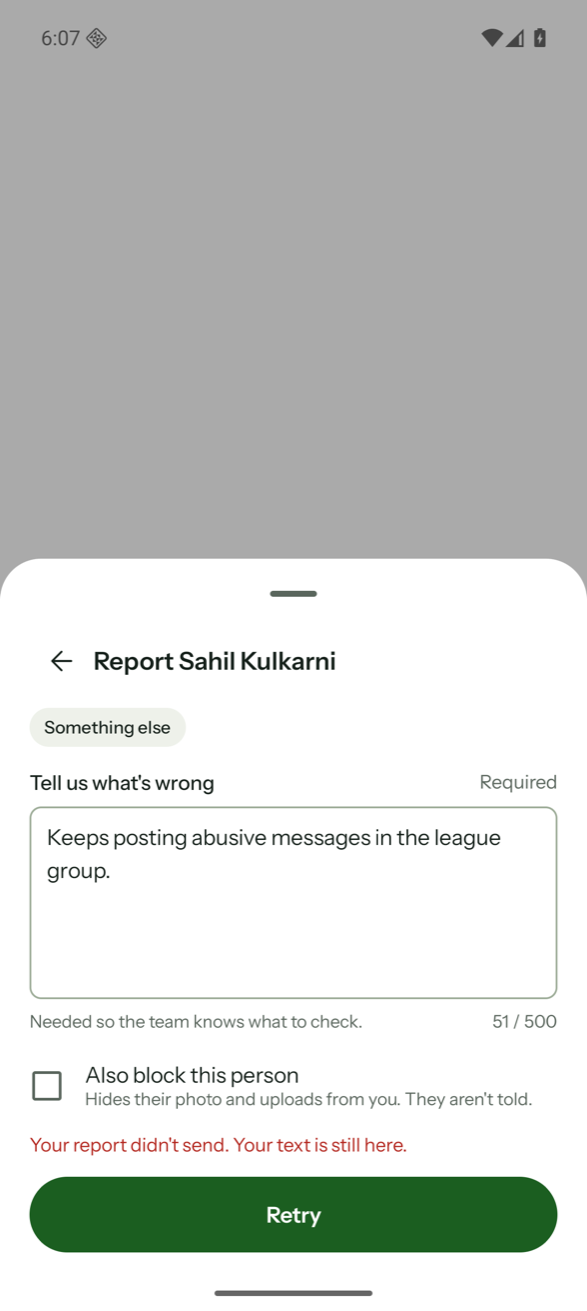 6:07
Report Sahil Kulkarni
Something else
Tell us what's wrong
Required
Keeps posting abusive messages in the league
group.
Needed so the team knows what to check.
51 / 500
Also block this person
Hides their photo and uploads from you. They aren't told.
Your report didn't send. Your text is still here.
Retry